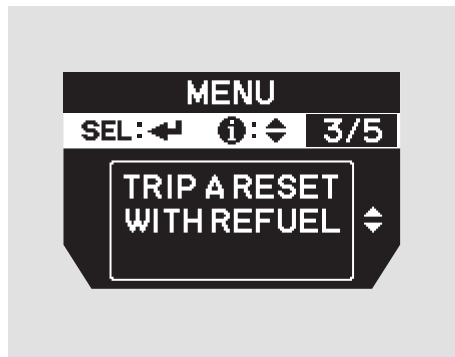 MENU
SEL:↵ ℹ:◆ 3/5
TRIP A RESET
WITH REFUEL